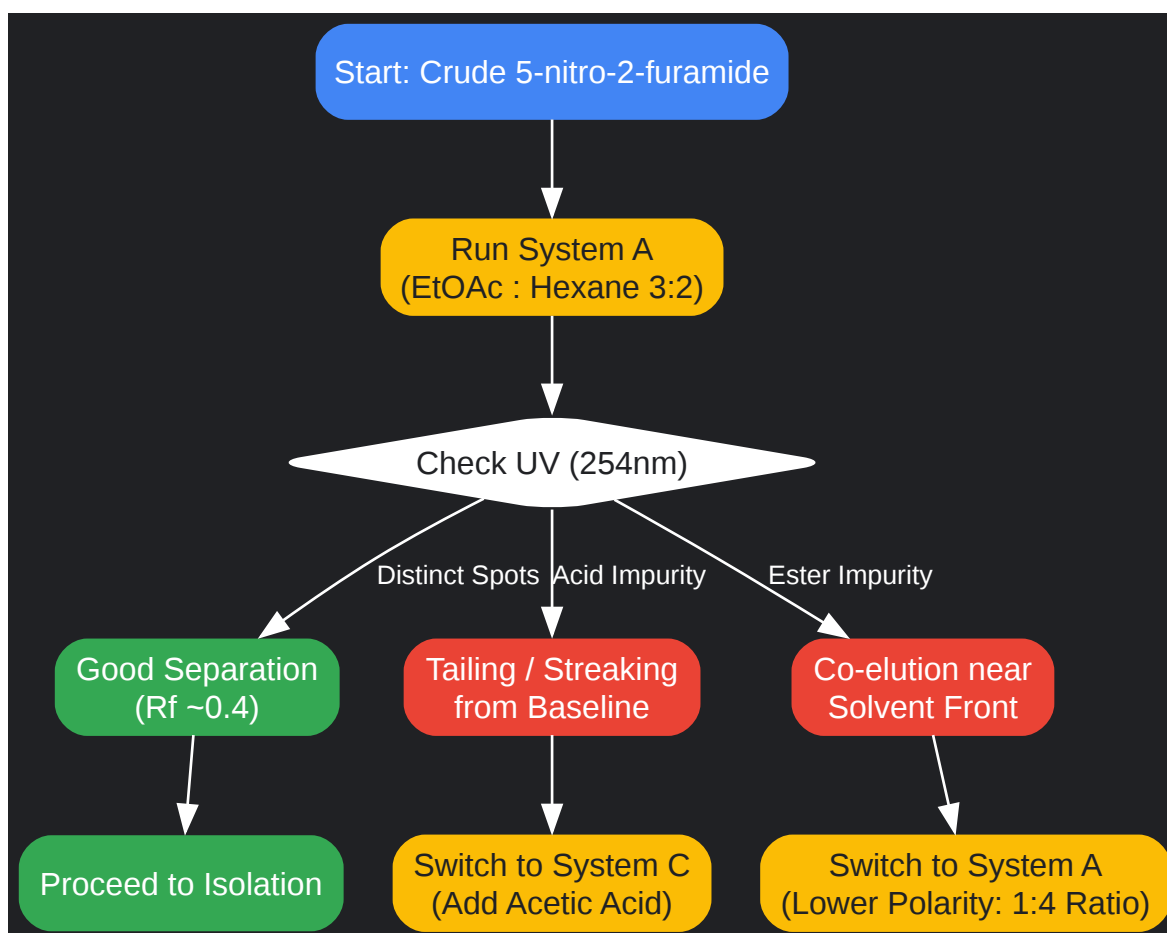 Start: Crude 5-nitro-2-furamide
Run System A
(EtOAc : Hexane 3:2)
Check UV (254nm)
Distinct Spots
Acid Impurity
Ester Impurity
Good Separation
(Rf ~0.4)
Tailing / Streaking
from Baseline
Co-elution near
Solvent Front
Proceed to Isolation
Switch to System C
(Add Acetic Acid)
Switch to System A
(Lower Polarity: 1:4 Ratio)